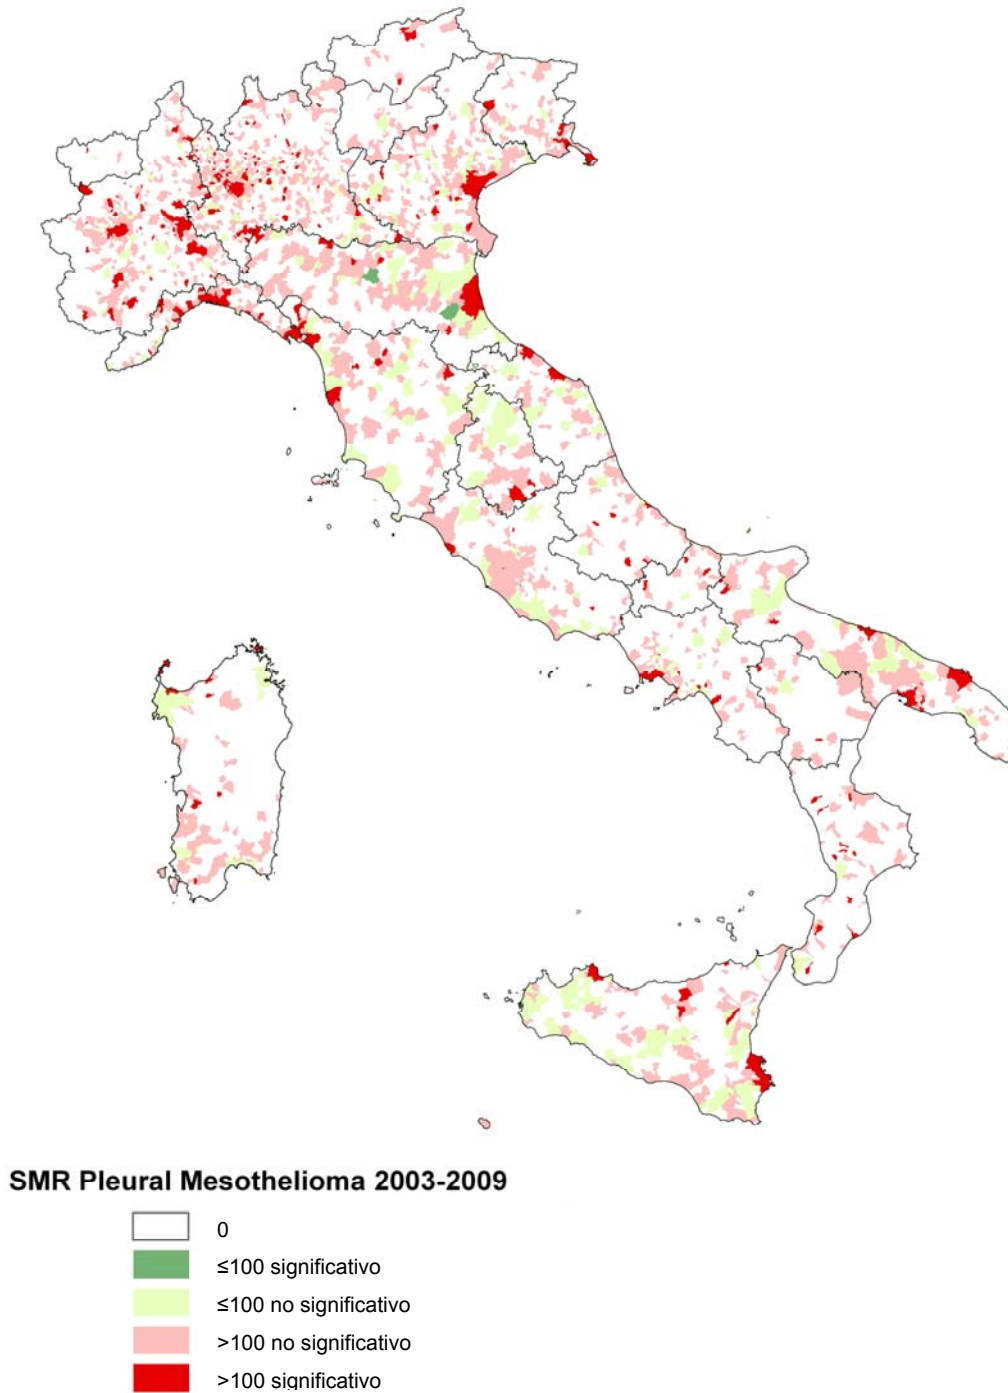 SMR Pleural Mesothelioma 2003-2009
0
≤100 significativo
≤100 no significativo
>100 no significativo
>100 significativo